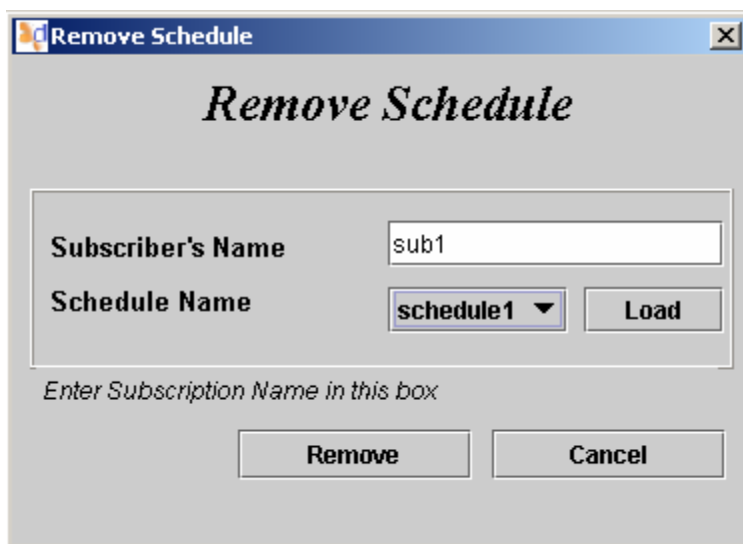 Remove Schedule
Remove Schedule
Subscriber's Name sub1
Schedule Name schedule1 Load
Enter Subscription Name in this box
Remove Cancel